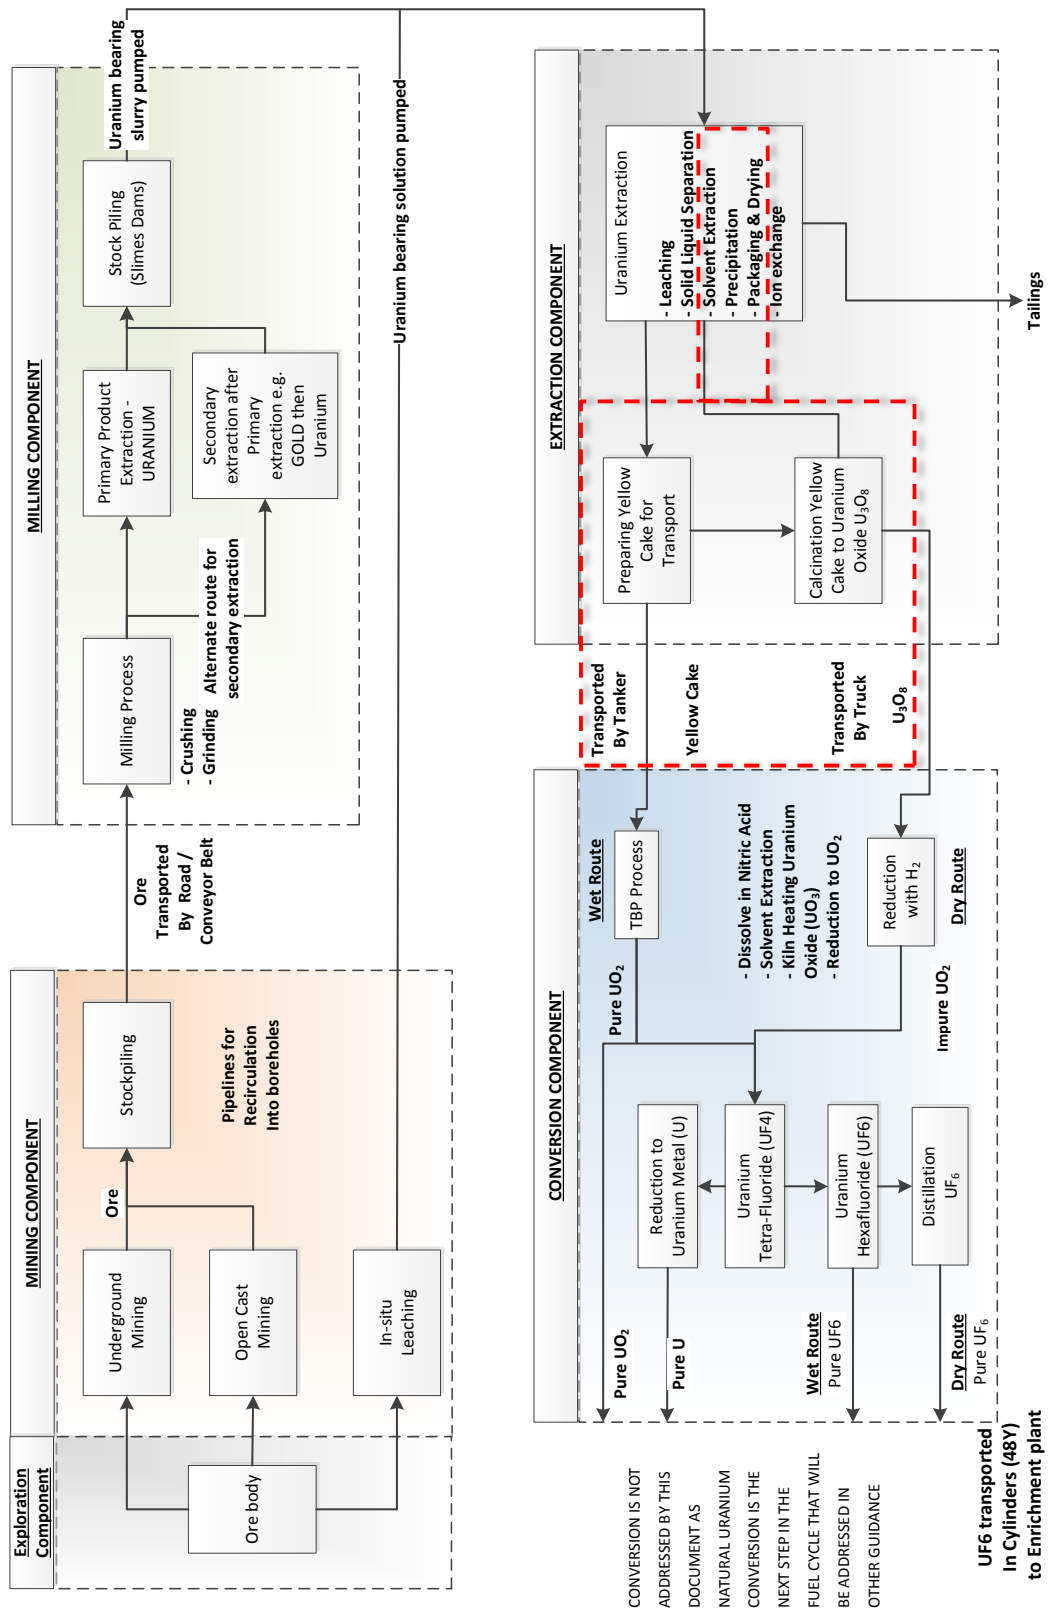 Exploration
Component
Ore body
MINING COMPONENT
Underground
Mining
Open Cast
Mining
In-situ
Leaching
Ore
Stockpiling
Pipelines for
Recirculation
Into boreholes
Ore
Transported
By Road /
Conveyor Belt
MILLING COMPONENT
Milling Process
- Crushing
- Grinding
Alternate route for
secondary extraction
Primary Product
Extraction -
URANIUM
Secondary
extraction after
Primary
extraction e.g.
GOLD then
Uranium
Stock Piling
(Slimes Dams)
Uranium bearing
slurry pumped
Uranium bearing solution pumped
EXTRACTION COMPONENT
Uranium Extraction
- Leaching
- Solid Liquid Separation
- Solvent Extraction
- Precipitation
- Packaging & Drying
- Ion exchange
Tailings
Preparing Yellow
Cake for
Transport
Calcination Yellow
Cake to Uranium
Oxide U₃O₈
Transported
By Tanker
Yellow Cake
Transported
By Truck
U₃O₈
CONVERSION COMPONENT
Wet Route
TBP Process
- Dissolve in Nitric Acid
- Solvent Extraction
- Kiln Heating Uranium
Oxide (UO₃)
- Reduction to UO₂
Reduction
with H₂
Dry Route
Pure UO₂
Impure UO₂
Reduction to
Uranium Metal (U)
Uranium
Tetra-Fluoride (UF4)
Uranium
Hexafluoride (UF6)
Distillation
UF₆
Pure UO₂
Pure U
Wet Route
Pure UF6
Dry Route
Pure UF₆
CONVERSION IS NOT
ADDRESSED BY THIS
DOCUMENT AS
NATURAL URANIUM
CONVERSION IS THE
NEXT STEP IN THE
FUEL CYCLE THAT WILL
BE ADDRESSED IN
OTHER GUIDANCE
UF6 transported
In Cylinders (48Y)
to Enrichment plant